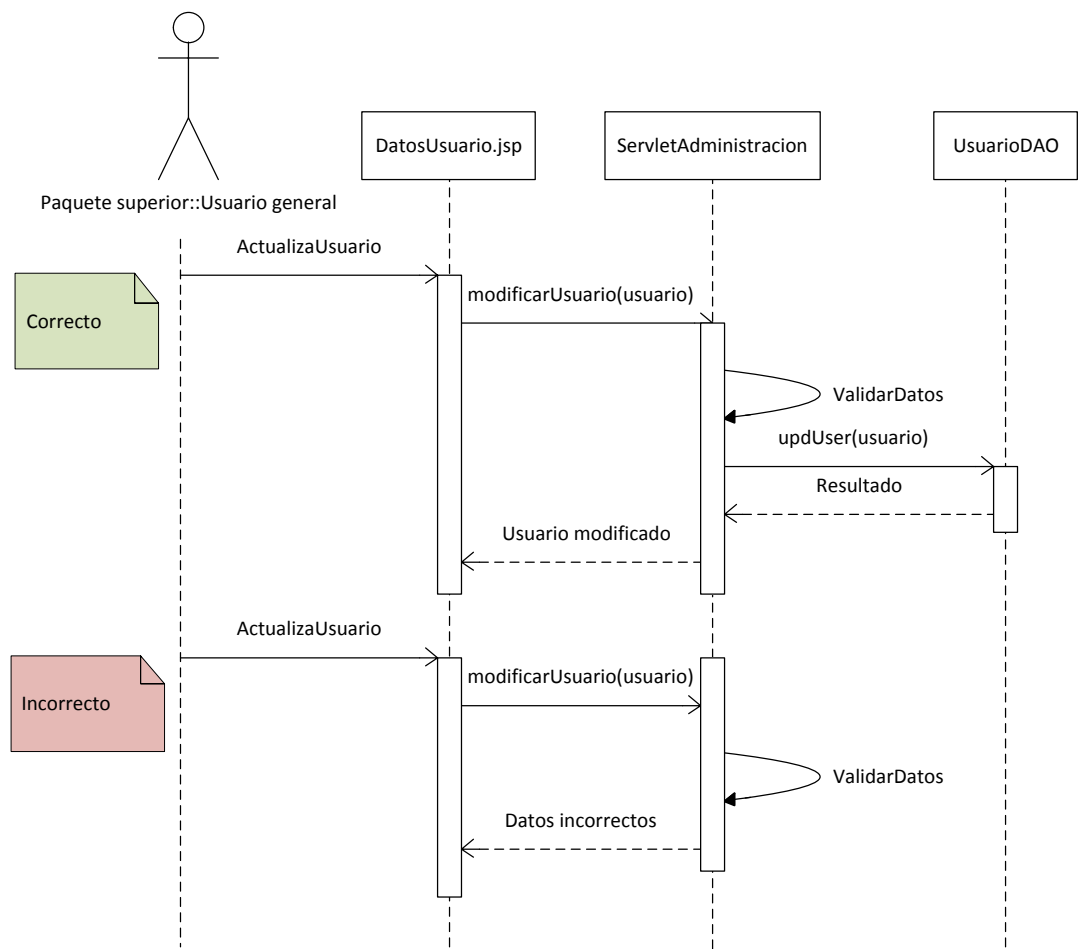 DatosUsuario.jsp
ServletAdministracion
UsuarioDAO
Paquete superior::Usuario general
ActualizaUsuario
modificarUsuario(usuario)
Correcto
ValidarDatos
updUser(usuario)
Resultado
Usuario modificado
ActualizaUsuario
modificarUsuario(usuario)
Incorrecto
ValidarDatos
Datos incorrectos